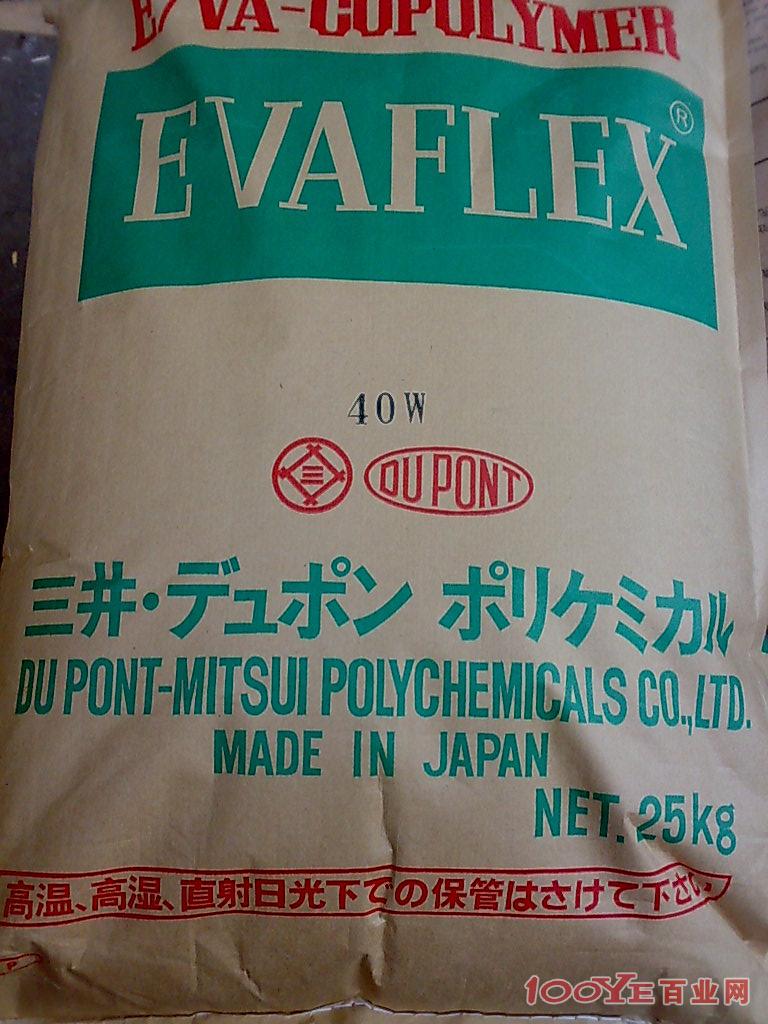 E/VA-COPOLYMER
EVAFLEX®
40W
三 DU PONT
三井・デュポン ポリケミカル
DU PONT-MITSUI POLYCHEMICALS CO.,LTD.
MADE IN JAPAN
NET. 25kg
高温、高湿、直射日光下での保管はさけて下さい
100YE百业网